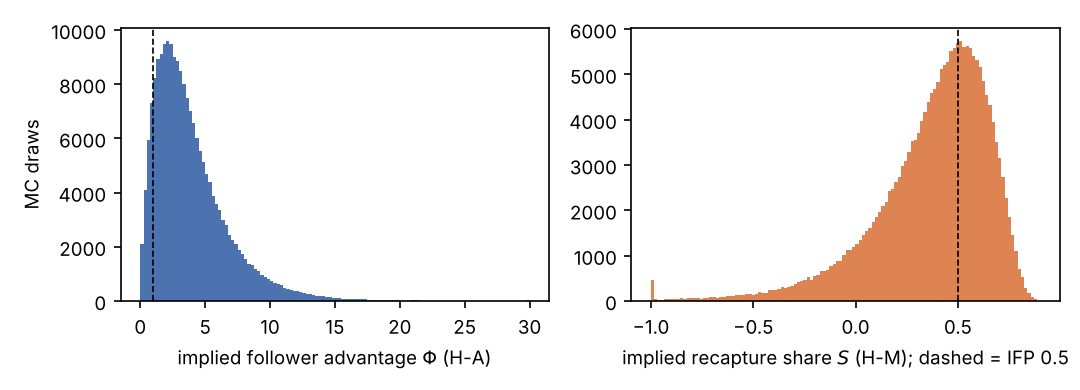 MC draws
10000
8000
6000
4000
2000
0
0 5 10 15 20 25 30
implied follower advantage Φ (H-A)
6000
5000
4000
3000
2000
1000
0
−1.0 −0.5 0.0 0.5
implied recapture share S (H-M); dashed = IFP 0.5